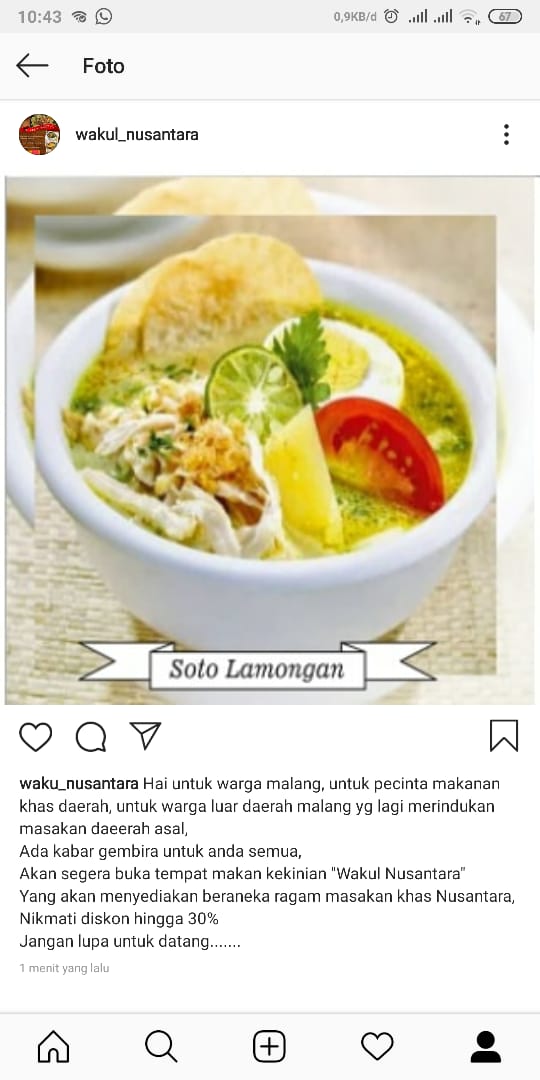 10:43
0,9KB/d
67
Foto
wakul_nusantara
Soto Lamongan
waku_nusantara Hai untuk warga malang, untuk pecinta makanan
khas daerah, untuk warga luar daerah malang yg lagi merindukan
masakan daeerah asal,
Ada kabar gembira untuk anda semua,
Akan segera buka tempat makan kekinian "Wakul Nusantara"
Yang akan menyediakan beraneka ragam masakan khas Nusantara,
Nikmati diskon hingga 30%
Jangan lupa untuk datang.......
1 menit yang lalu